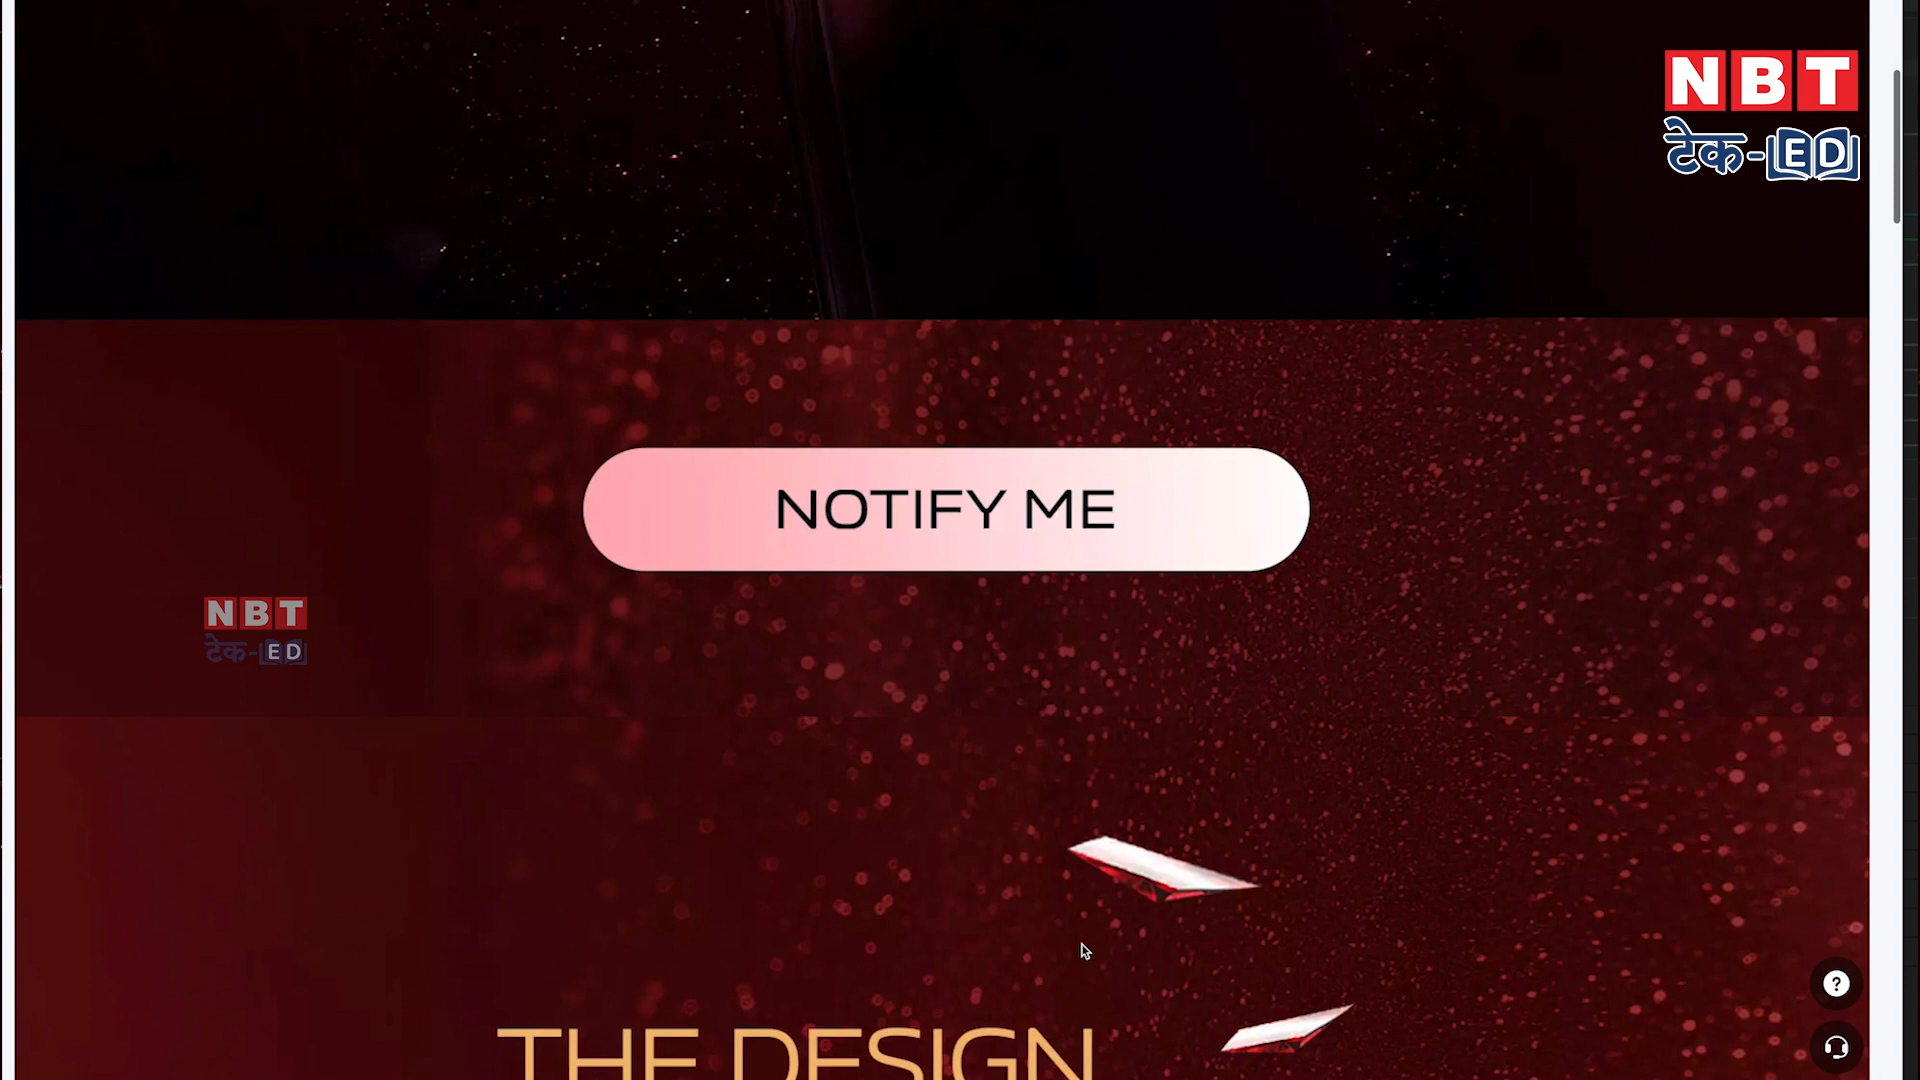 NBT
टेक-ED
NOTIFY ME
NBT
टेक-ED
THE DESIGN
?